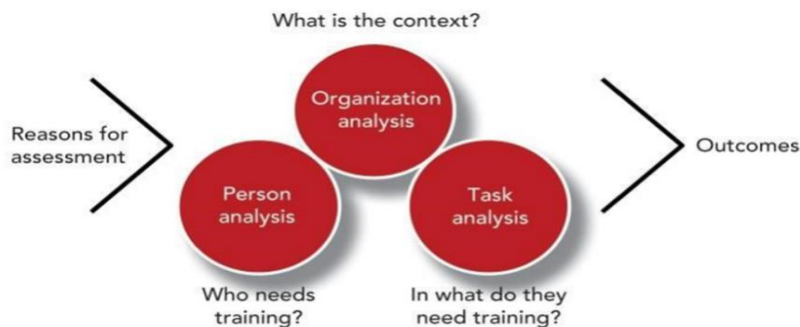 What is the context?
Organization
analysis
Reasons for
assessment
Outcomes
Person
analysis
Task
analysis
Who needs
training?
In what do they
need training?